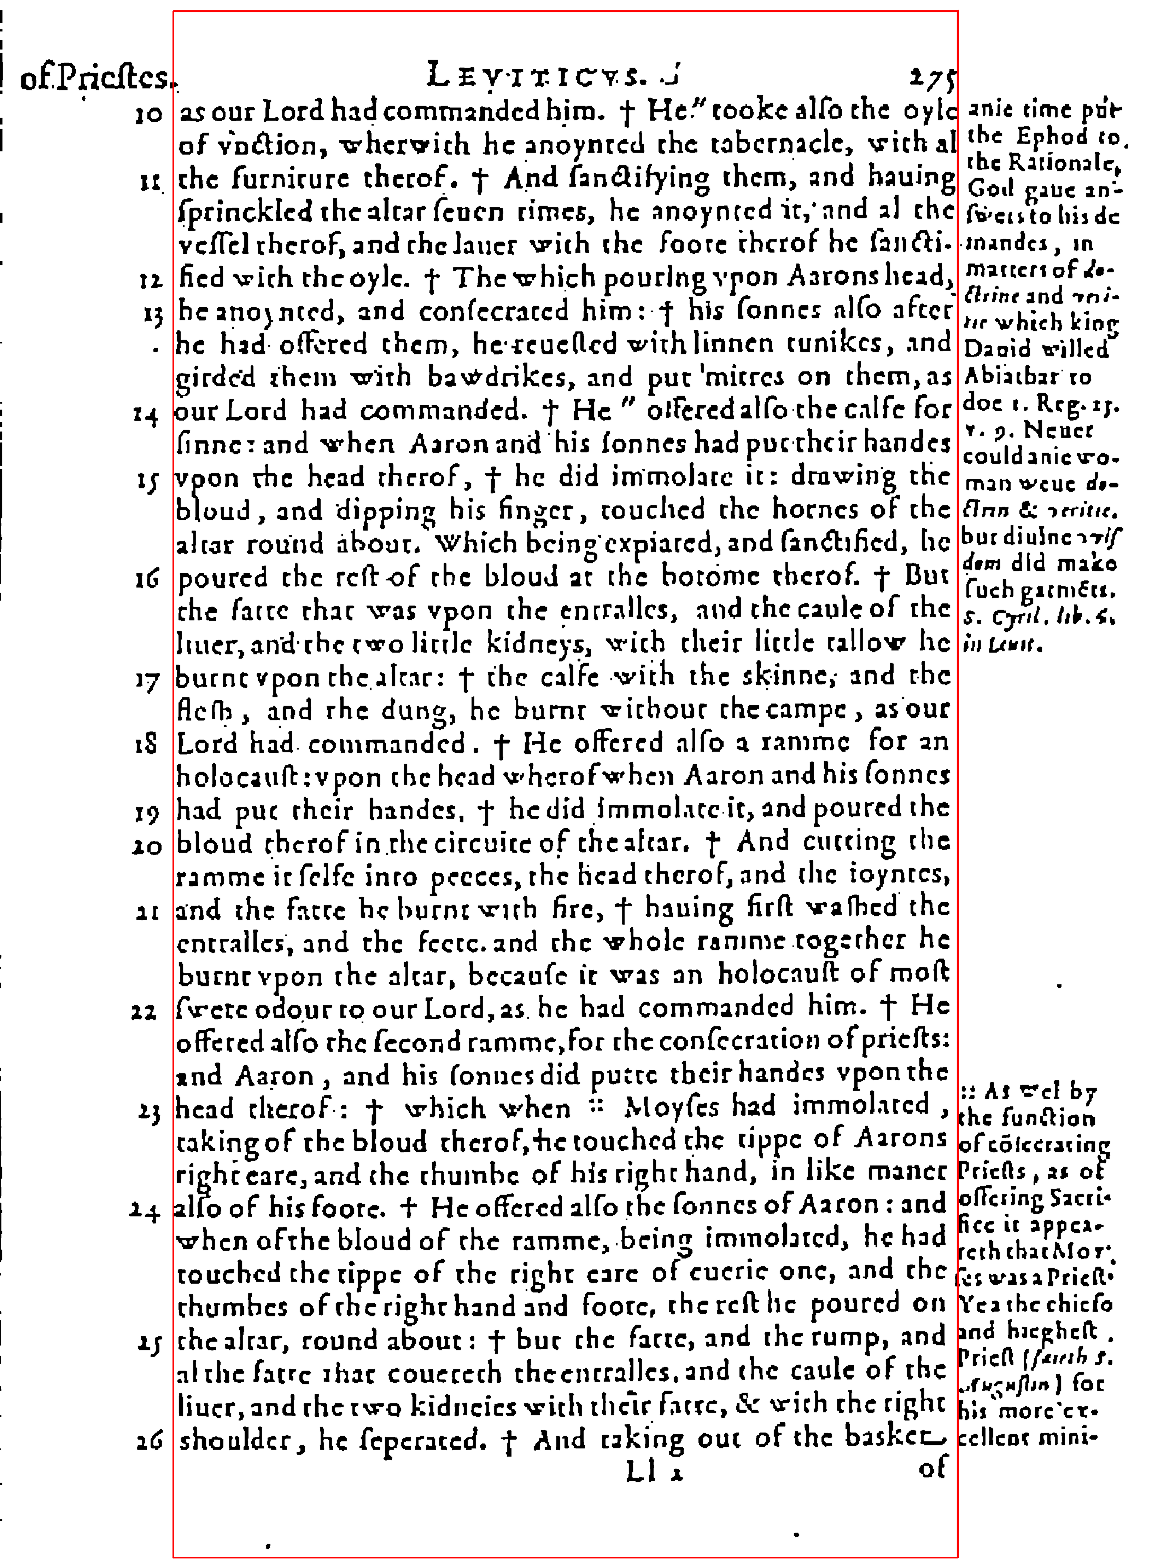 of Prieſtes. LEVITICVS. 275
10 as our Lord had commanded him. † He" tooke alſo the oyle
of vnction, wherwith he anoynted the tabernacle, with al
11 the furniture therof. † And ſanctifying them, and hauing
ſprinckled the altar ſeuen times, he anoynted it, and al the
veſſel therof, and the lauer with the foote therof he ſancti-
12 fied with the oyle. † The which pouring vpon Aarons head,
13 he anoynted, and conſecrated him: † his ſonnes alſo after
he had offered them, he reueſted with linnen tunikes, and
girded them with bawdrikes, and put mitres on them, as
14 our Lord had commanded. † He " offered alſo the calfe for
ſinne: and when Aaron and his ſonnes had put their handes
15 vpon the head therof, † he did immolate it: drawing the
bloud, and dipping his finger, touched the hornes of the
altar round about. Which being expiated, and ſanctified, he
16 poured the reſt of the bloud at the botome therof. † But
the fatte that was vpon the entralles, and the caule of the
liuer, and the two little kidneys, with their little tallow he
17 burnt vpon the altar: † the calfe with the skinne, and the
fleſh, and the dung, he burnt without the campe, as our
18 Lord had commanded. † He offered alſo a ramme for an
holocauſt: vpon the head wherof when Aaron and his ſonnes
19 had put their handes, † he did immolate it, and poured the
20 bloud therof in the circuite of the altar. † And cutting the
ramme it ſelfe into peeces, the head therof, and the ioyntes,
21 and the fatte he burnt with fire, † hauing firſt waſhed the
entralles, and the feete. and the whole ramme together he
burnt vpon the altar, becauſe it was an holocauſt of moſt
22 ſwete odour to our Lord, as he had commanded him. † He
offered alſo the ſecond ramme, for the conſecration of prieſts:
and Aaron, and his ſonnes did putte their handes vpon the
23 head therof: † which when :: Moyſes had immolated,
taking of the bloud therof, he touched the tippe of Aarons
right eare, and the thumbe of his right hand, in like maner
24 alſo of his foote. † He offered alſo the ſonnes of Aaron: and
when of the bloud of the ramme, being immolated, he had
touched the tippe of the right eare of euerie one, and the
thumbes of the right hand and foote, the reſt he poured on
25 the altar, round about: † but the fatte, and the rump, and
al the fatte that couereth the entralles, and the caule of the
liuer, and the two kidneies with their fatte, & with the right
26 shoulder, he ſeperated. † And taking out of the basket
Ll 2 of
anie time put
the Ephod to
the Rationale,
God gaue an-
ſwers to his de
mandes, in
matters of do-
ctrine and veri-
tie which king
Dauid willed
Abiathar to
doe 1. Reg. 23.
v. 9. Neuer
could anie wo-
man weue do-
ctrin & veritie.
but diuine wiſ
dom did make
ſuch garmẽts.
S. Cyril. lib. 6.
in Leuit.
:: As wel by
the function
of cõſecrating
Prieſts, as of
offering Sacri-
fice it appea-
reth that Moy-
ſes was a Prieſt.
Yea the chiefe
and hiegheſt
Prieſt (ſaieth S.
Auguſtin) for
his more ex-
cellent mini-